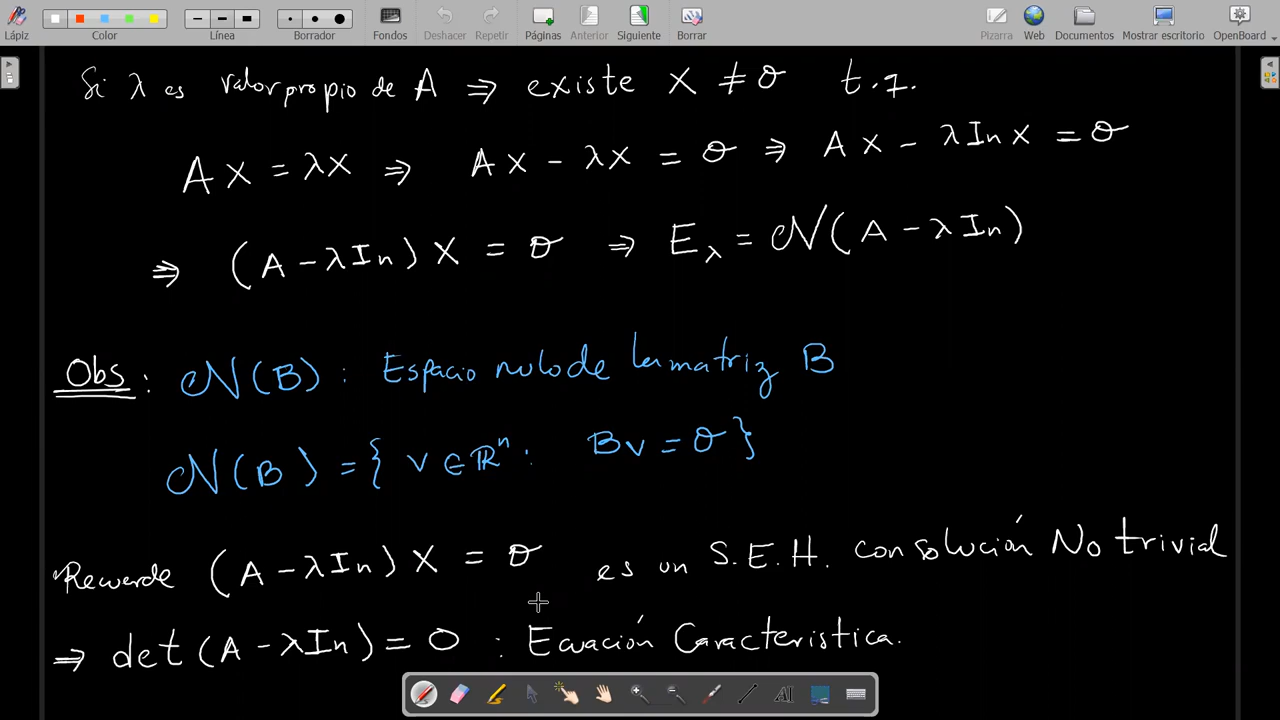 Lápiz Color Línea Borrador Fondos Deshacer Repetir Páginas Anterior Siguiente Borrar Pizarra Web Documentos Mostrar escritorio OpenBoard
Si λ es valor propio de A ⇒ existe X ≠ θ t.q.
AX = λX ⇒ AX - λX = θ ⇒ AX - λInX = θ
⇒ (A - λIn) X = θ ⇒ Eλ = N(A - λIn)
Obs : N(B) : Espacio nulo de la matriz B
N(B) = { v ∈ ℝⁿ : Bv = θ }
Recuerde (A - λIn) X = θ es un S.E.H. con solución No trivial
⇒ det (A - λIn) = 0 : Ecuación Caracteristica.